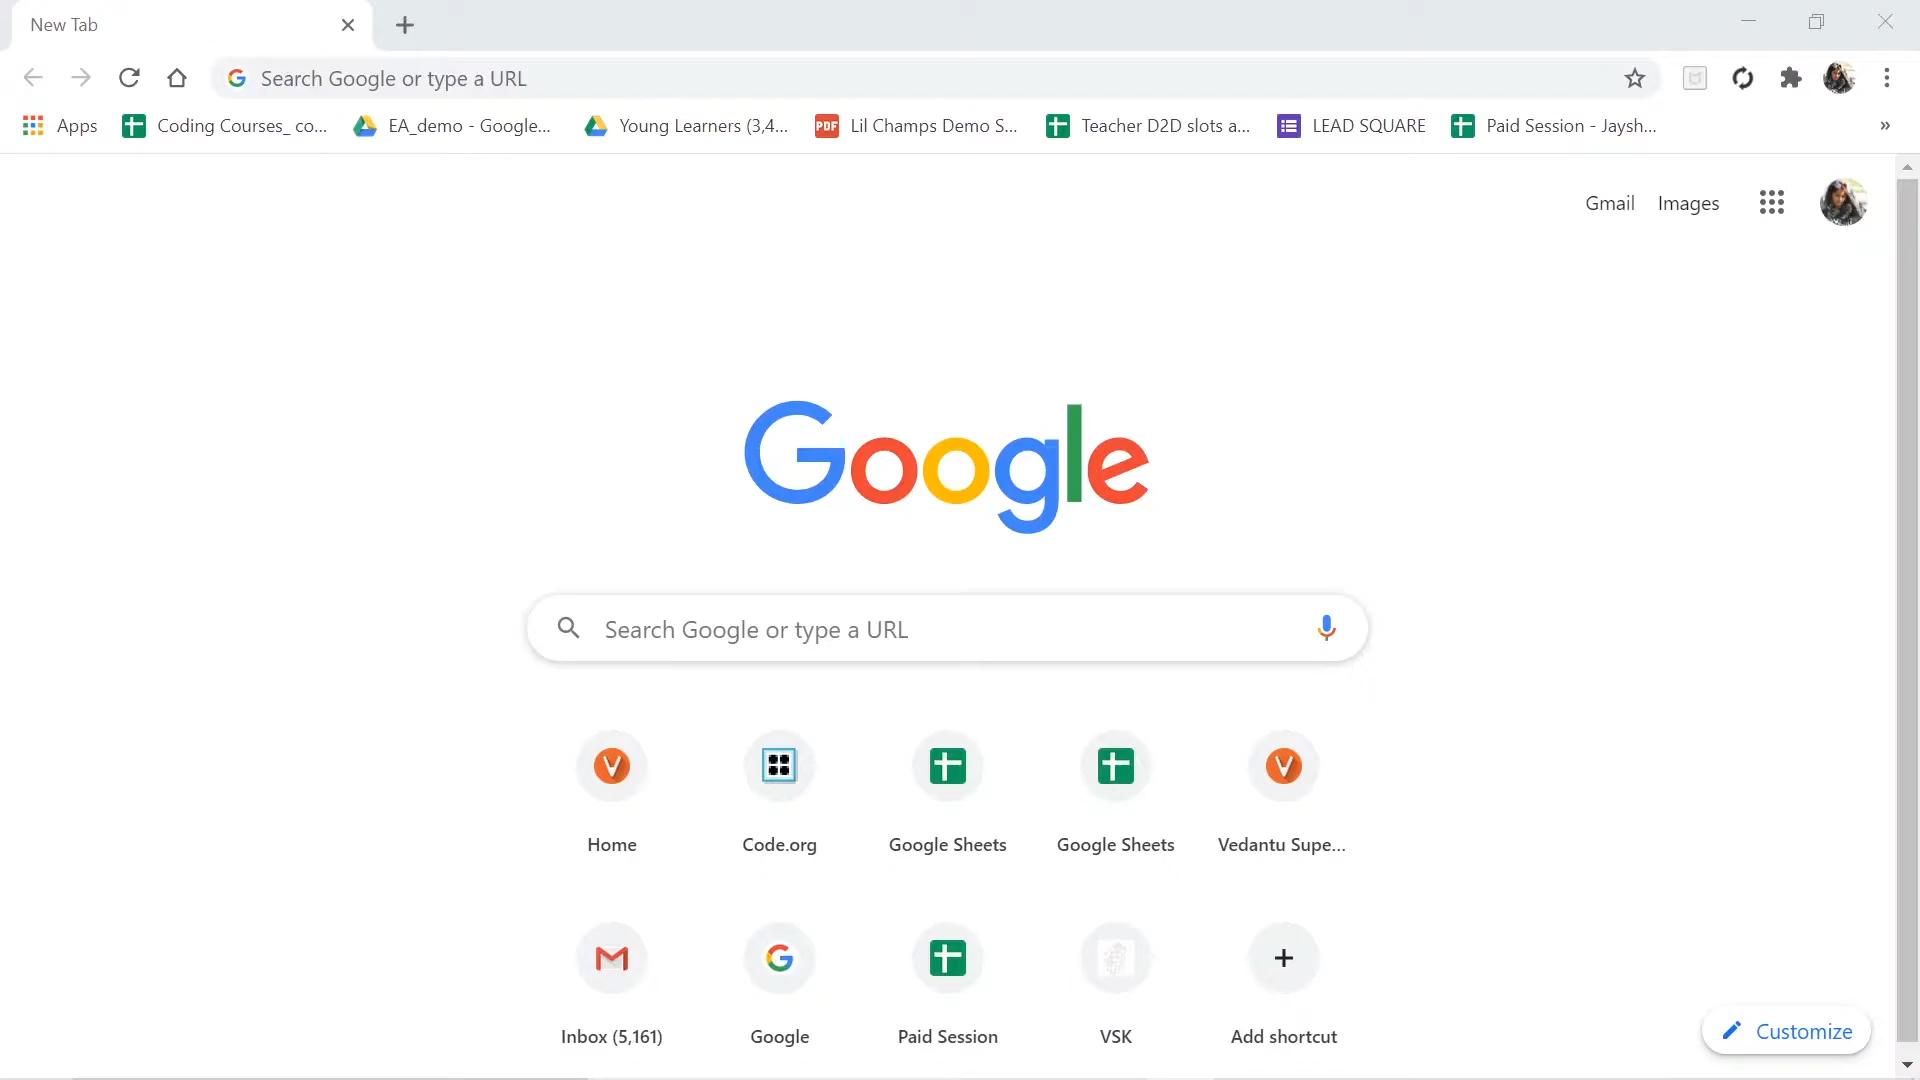 New Tab
Search Google or type a URL
Apps
Coding Courses_ co...
EA_demo - Google...
Young Learners (3,4...
PDF
Lil Champs Demo S...
Teacher D2D slots a...
LEAD SQUARE
Paid Session - Jaysh...
»
Gmail
Images
Google
Search Google or type a URL
Home
Code.org
Google Sheets
Google Sheets
Vedantu Supe...
Inbox (5,161)
Google
Paid Session
VSK
Add shortcut
Customize